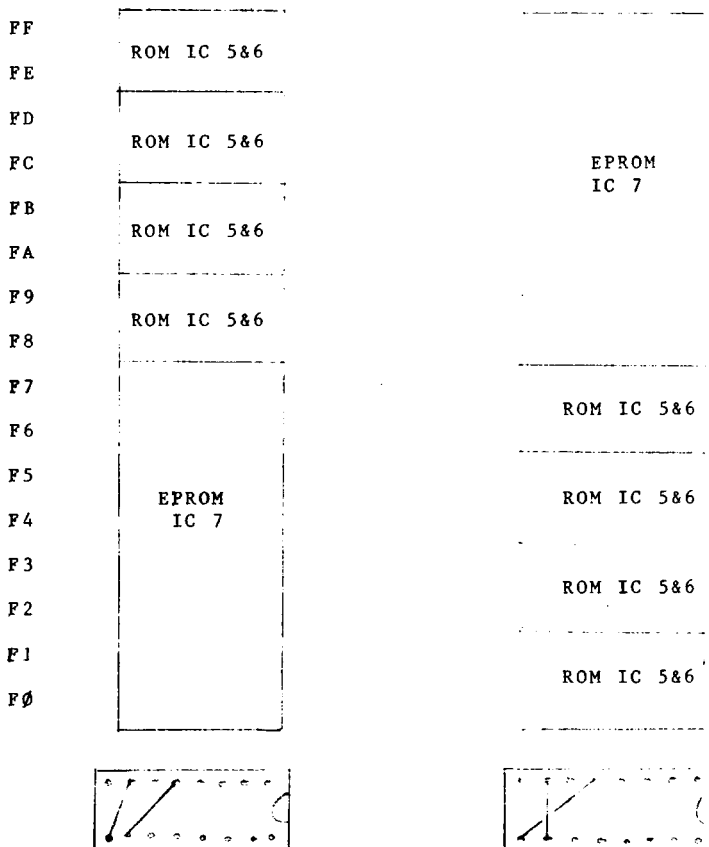 FF
ROM IC 5&6
FE
FD
ROM IC 5&6
FC
EPROM
IC 7
FB
ROM IC 5&6
FA
F9
ROM IC 5&6
F8
F7
ROM IC 5&6
F6
F5
ROM IC 5&6
EPROM
IC 7
F4
F3
ROM IC 5&6
F2
F1
ROM IC 5&6
FØ